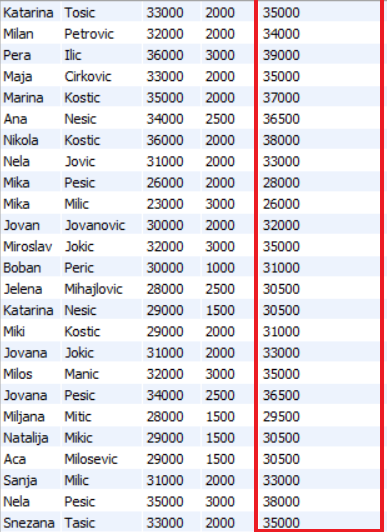 Katarina Tosic 33000 2000 35000
Milan Petrovic 32000 2000 34000
Pera Ilic 36000 3000 39000
Maja Cirkovic 33000 2000 35000
Marina Kostic 35000 2000 37000
Ana Nesic 34000 2500 36500
Nikola Kostic 36000 2000 38000
Nela Jovic 31000 2000 33000
Mika Pesic 26000 2000 28000
Mika Milic 23000 3000 26000
Jovan Jovanovic 30000 2000 32000
Miroslav Jokic 32000 3000 35000
Boban Peric 30000 1000 31000
Jelena Mihajlovic 28000 2500 30500
Katarina Nesic 29000 1500 30500
Miki Kostic 29000 2000 31000
Jovana Jokic 31000 2000 33000
Milos Manic 32000 3000 35000
Jovana Pesic 34000 2500 36500
Miljana Mitic 28000 1500 29500
Natalija Mikic 29000 1500 30500
Aca Milosevic 29000 1500 30500
Sanja Milic 31000 2000 33000
Nela Pesic 35000 3000 38000
Snezana Tasic 33000 2000 35000